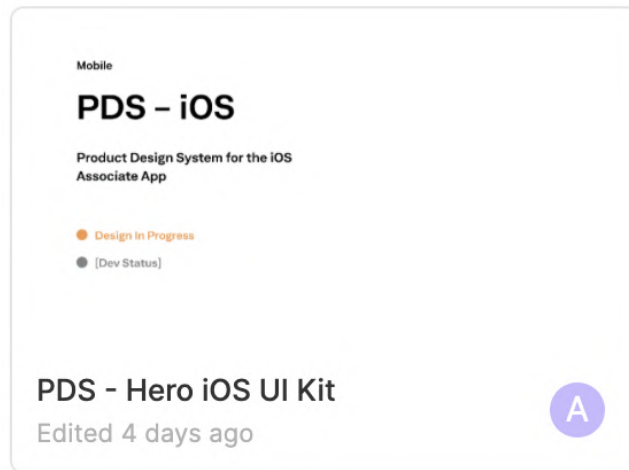 Mobile
PDS – iOS
Product Design System for the iOS
Associate App
Design In Progress
[Dev Status]
PDS - Hero iOS UI Kit
A
Edited 4 days ago